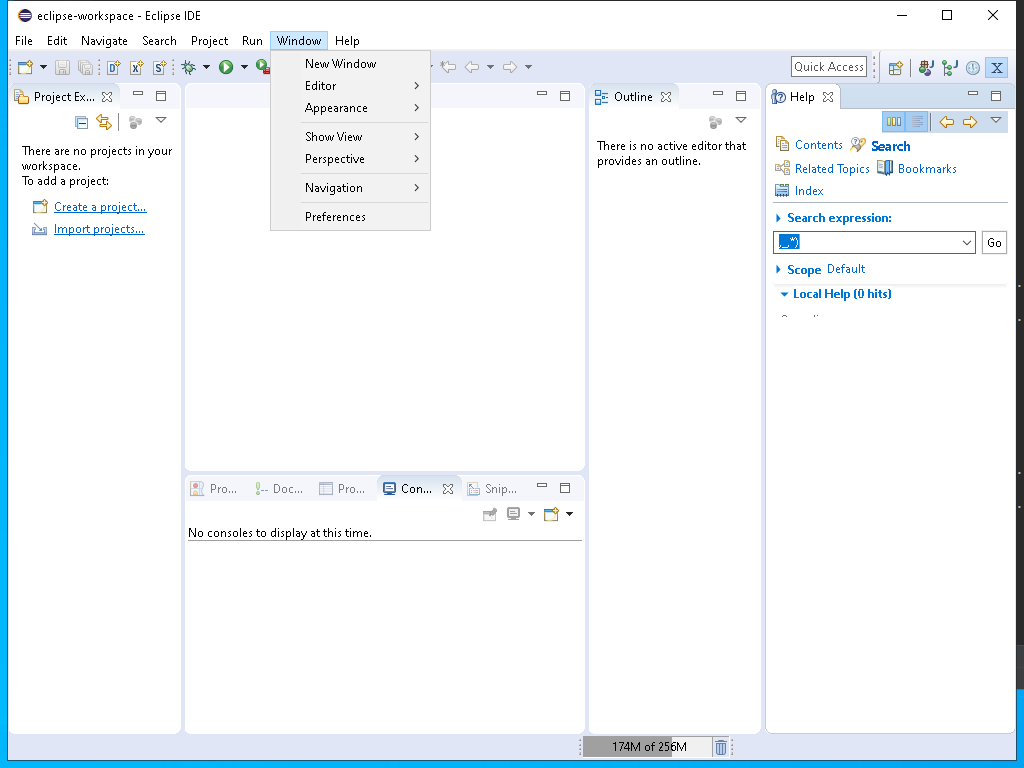 eclipse-workspace - Eclipse IDE
File Edit Navigate Search Project Run Window Help
Quick Access
New Window
Editor
Appearance
Show View
Perspective
Navigation
Preferences
Project Ex...
There are no projects in your
workspace.
To add a project:
Create a project...
Import projects...
Outline
There is no active editor that
provides an outline.
Help
Contents Search
Related Topics Bookmarks
Index
Search expression:
,_*) Go
Scope Default
Local Help (0 hits)
Pro... Doc... Pro... Con... Snip...
No consoles to display at this time.
174M of 256M